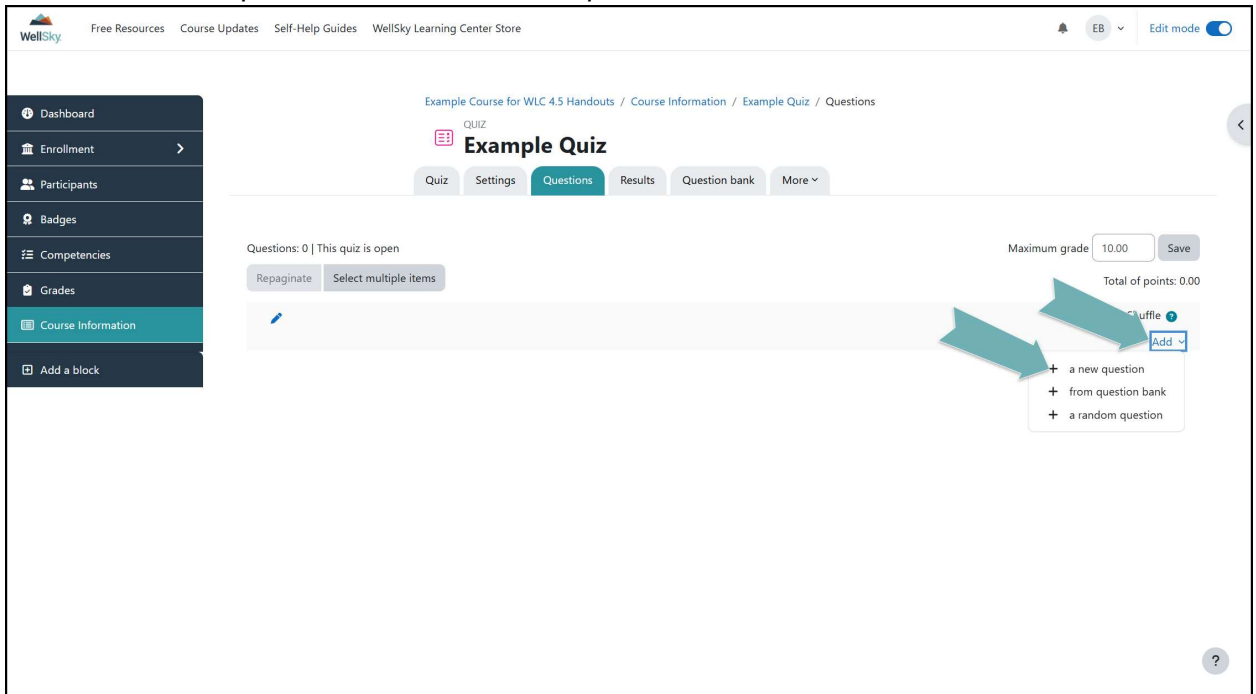 WellSky
Free Resources Course Updates Self-Help Guides WellSky Learning Center Store
EB Edit mode
Dashboard
Enrollment
Participants
Badges
Competencies
Grades
Course Information
Add a block
Example Course for WLC 4.5 Handouts / Course Information / Example Quiz / Questions
QUIZ
Example Quiz
Quiz Settings Questions Results Question bank More
Questions: 0 | This quiz is open
Maximum grade 10.00 Save
Repaginate Select multiple items
Total of points: 0.00
?
Add
+ a new question
+ from question bank
+ a random question
?